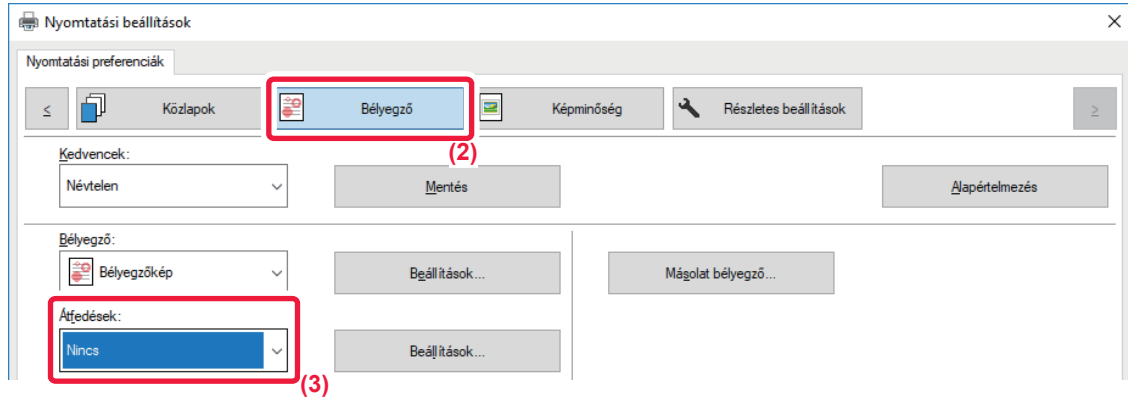 Nyomtatási beállítások
Nyomtatási preferenciák
< Közlapok Bélyegző Képminőség Részletes beállítások >
(2)
Kedvencek:
Névtelen Mentés Alapértelmezés
Bélyegző:
Bélyegzőkép Beállítások... Másolat bélyegző...
Átfedések:
Nincs Beállítások...
(3)